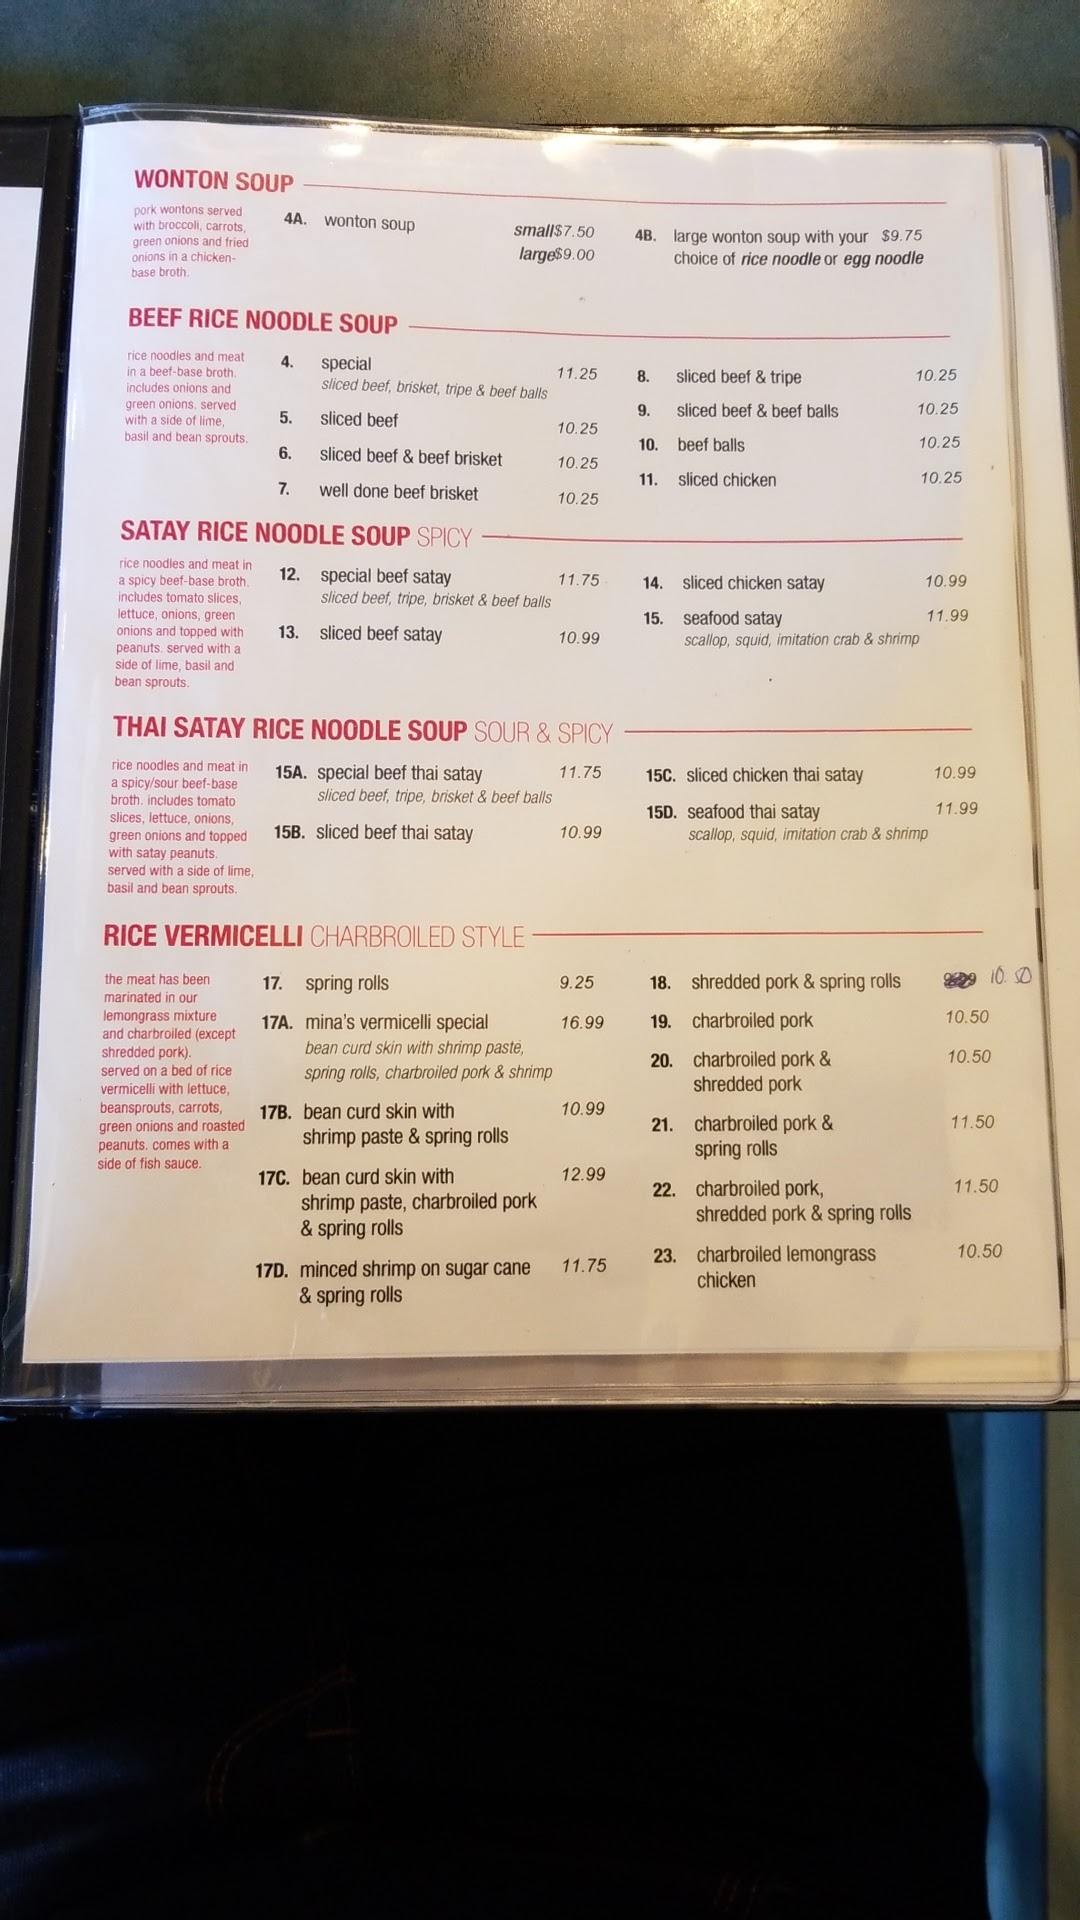 WONTON SOUP
pork wontons served
with broccoli, carrots,
green onions and fried
onions in a chicken-
base broth.
4A. wonton soup small$7.50
large$9.00
4B. large wonton soup with your $9.75
choice of rice noodle or egg noodle
BEEF RICE NOODLE SOUP
rice noodles and meat
in a beef-base broth.
includes onions and
green onions. served
with a side of lime,
basil and bean sprouts.
4. special 11.25
sliced beef, brisket, tripe & beef balls
5. sliced beef 10.25
6. sliced beef & beef brisket 10.25
7. well done beef brisket 10.25
8. sliced beef & tripe 10.25
9. sliced beef & beef balls 10.25
10. beef balls 10.25
11. sliced chicken 10.25
SATAY RICE NOODLE SOUP SPICY
rice noodles and meat in
a spicy beef-base broth.
includes tomato slices,
lettuce, onions, green
onions and topped with
peanuts. served with a
side of lime, basil and
bean sprouts.
12. special beef satay 11.75
sliced beef, tripe, brisket & beef balls
13. sliced beef satay 10.99
14. sliced chicken satay 10.99
15. seafood satay 11.99
scallop, squid, imitation crab & shrimp
THAI SATAY RICE NOODLE SOUP SOUR & SPICY
rice noodles and meat in
a spicy/sour beef-base
broth. includes tomato
slices, lettuce, onions,
green onions and topped
with satay peanuts.
served with a side of lime,
basil and bean sprouts.
15A. special beef thai satay 11.75
sliced beef, tripe, brisket & beef balls
15B. sliced beef thai satay 10.99
15C. sliced chicken thai satay 10.99
15D. seafood thai satay 11.99
scallop, squid, imitation crab & shrimp
RICE VERMICELLI CHARBROILED STYLE
the meat has been
marinated in our
lemongrass mixture
and charbroiled (except
shredded pork).
served on a bed of rice
vermicelli with lettuce,
beansprouts, carrots,
green onions and roasted
peanuts. comes with a
side of fish sauce.
17. spring rolls 9.25
17A. mina's vermicelli special 16.99
bean curd skin with shrimp paste,
spring rolls, charbroiled pork & shrimp
17B. bean curd skin with 10.99
shrimp paste & spring rolls
17C. bean curd skin with 12.99
shrimp paste, charbroiled pork
& spring rolls
17D. minced shrimp on sugar cane 11.75
& spring rolls
18. shredded pork & spring rolls 10.50
19. charbroiled pork 10.50
20. charbroiled pork & 10.50
shredded pork
21. charbroiled pork & 11.50
spring rolls
22. charbroiled pork, 11.50
shredded pork & spring rolls
23. charbroiled lemongrass 10.50
chicken